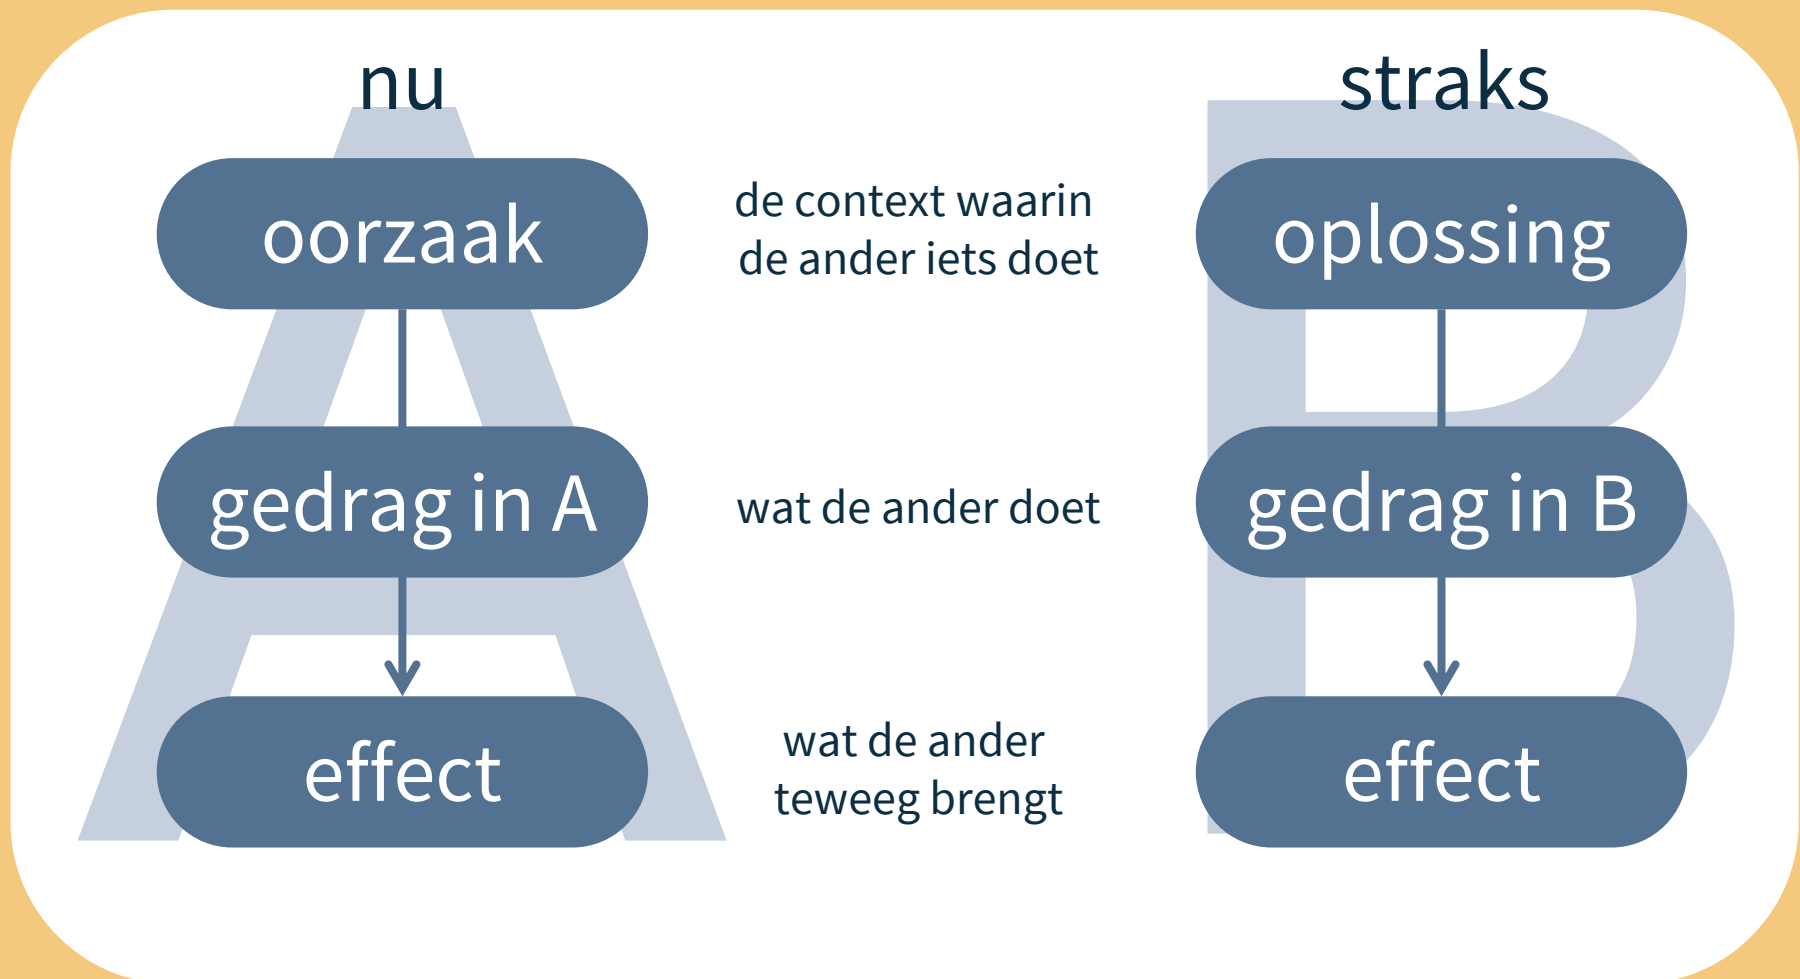 nu
straks
oorzaak
de context waarin
de ander iets doet
oplossing
gedrag in A
wat de ander doet
gedrag in B
effect
wat de ander
teweeg brengt
effect
A
B